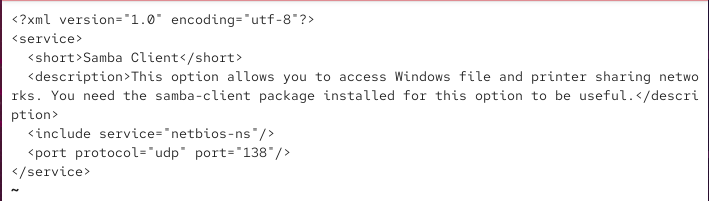 <?xml version="1.0" encoding="utf-8"?>
<service>
  <short>Samba Client</short>
  <description>This option allows you to access Windows file and printer sharing netwo
rks. You need the samba-client package installed for this option to be useful.</descri
ption>
  <include service="netbios-ns"/>
  <port protocol="udp" port="138"/>
</service>
~